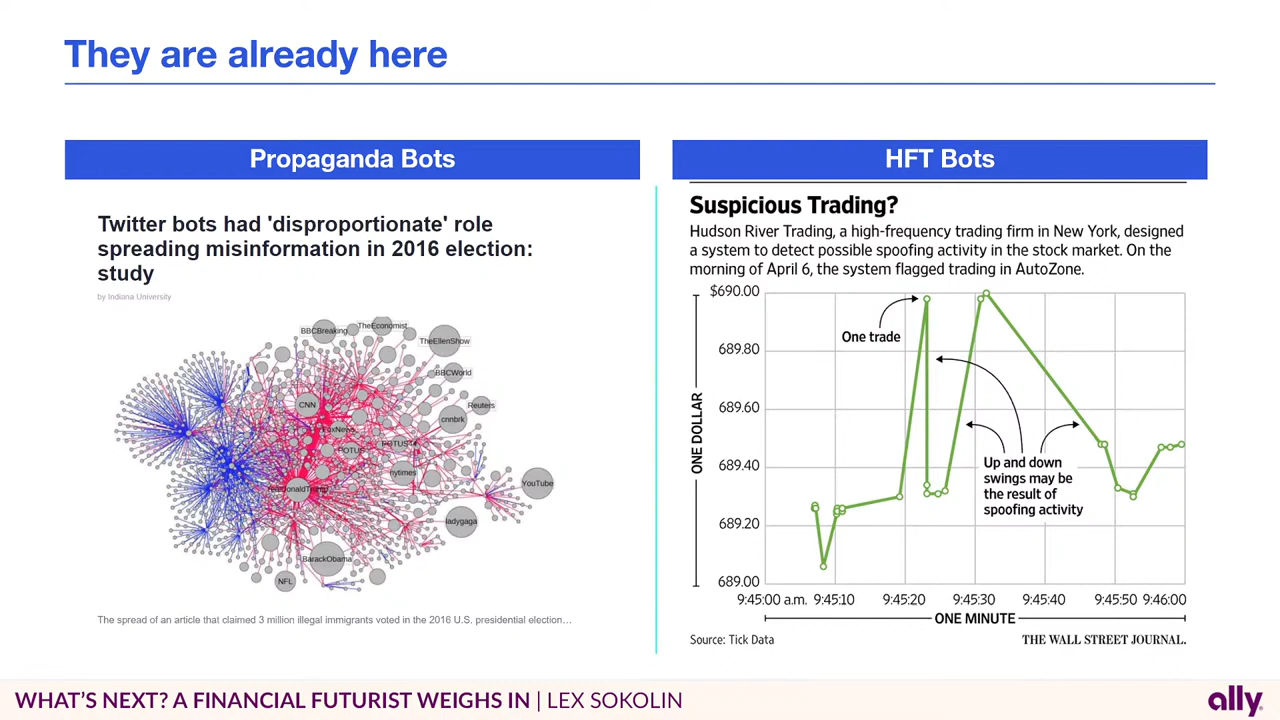 They are already here
Propaganda Bots
Twitter bots had 'disproportionate' role
spreading misinformation in 2016 election:
study
by Indiana University
BBCBreaking
TheEconomist
TheEllenShow
BBCWorld
CNN
Reuters
cnnbrk
FoxNews
POTUS
POTUS44
nytimes
realDonaldTrump
YouTube
ladygaga
BarackObama
NFL
The spread of an article that claimed 3 million illegal immigrants voted in the 2016 U.S. presidential election…
HFT Bots
Suspicious Trading?
Hudson River Trading, a high-frequency trading firm in New York, designed
a system to detect possible spoofing activity in the stock market. On the
morning of April 6, the system flagged trading in AutoZone.
$690.00
689.80
689.60
689.40
689.20
689.00
ONE DOLLAR
One trade
Up and down
swings may be
the result of
spoofing activity
9:45:00 a.m. 9:45:10 9:45:20 9:45:30 9:45:40 9:45:50 9:46:00
ONE MINUTE
Source: Tick Data
THE WALL STREET JOURNAL.
WHAT'S NEXT? A FINANCIAL FUTURIST WEIGHS IN | LEX SOKOLIN
ally